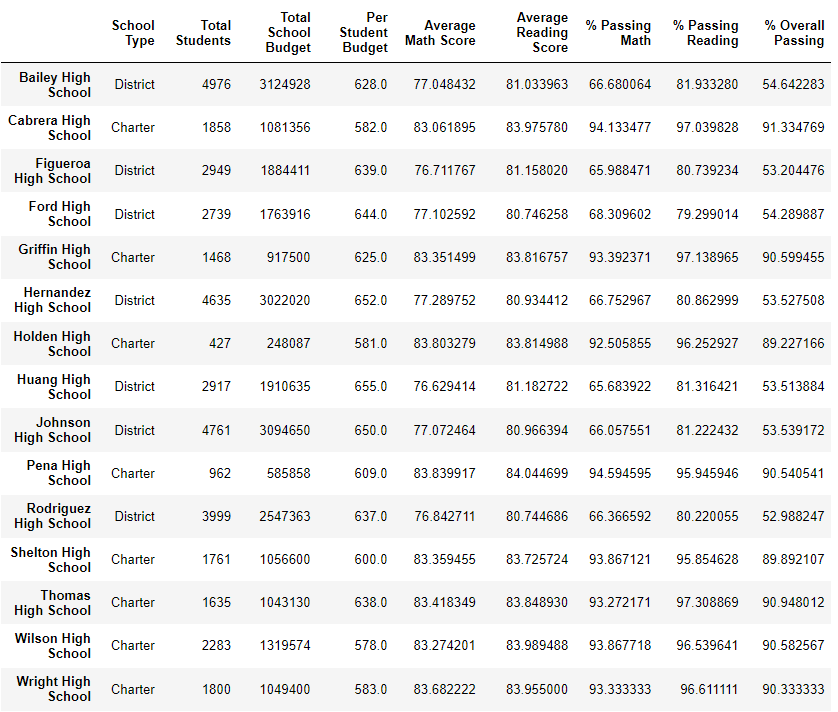 School Type Total Students Total School Budget Per Student Budget Average Math Score Average Reading Score % Passing Math % Passing Reading % Overall Passing
Bailey High School District 4976 3124928 628.0 77.048432 81.033963 66.680064 81.933280 54.642283
Cabrera High School Charter 1858 1081356 582.0 83.061895 83.975780 94.133477 97.039828 91.334769
Figueroa High School District 2949 1884411 639.0 76.711767 81.158020 65.988471 80.739234 53.204476
Ford High School District 2739 1763916 644.0 77.102592 80.746258 68.309602 79.299014 54.289887
Griffin High School Charter 1468 917500 625.0 83.351499 83.816757 93.392371 97.138965 90.599455
Hernandez High School District 4635 3022020 652.0 77.289752 80.934412 66.752967 80.862999 53.527508
Holden High School Charter 427 248087 581.0 83.803279 83.814988 92.505855 96.252927 89.227166
Huang High School District 2917 1910635 655.0 76.629414 81.182722 65.683922 81.316421 53.513884
Johnson High School District 4761 3094650 650.0 77.072464 80.966394 66.057551 81.222432 53.539172
Pena High School Charter 962 585858 609.0 83.839917 84.044699 94.594595 95.945946 90.540541
Rodriguez High School District 3999 2547363 637.0 76.842711 80.744686 66.366592 80.220055 52.988247
Shelton High School Charter 1761 1056600 600.0 83.359455 83.725724 93.867121 95.854628 89.892107
Thomas High School Charter 1635 1043130 638.0 83.418349 83.848930 93.272171 97.308869 90.948012
Wilson High School Charter 2283 1319574 578.0 83.274201 83.989488 93.867718 96.539641 90.582567
Wright High School Charter 1800 1049400 583.0 83.682222 83.955000 93.333333 96.611111 90.333333